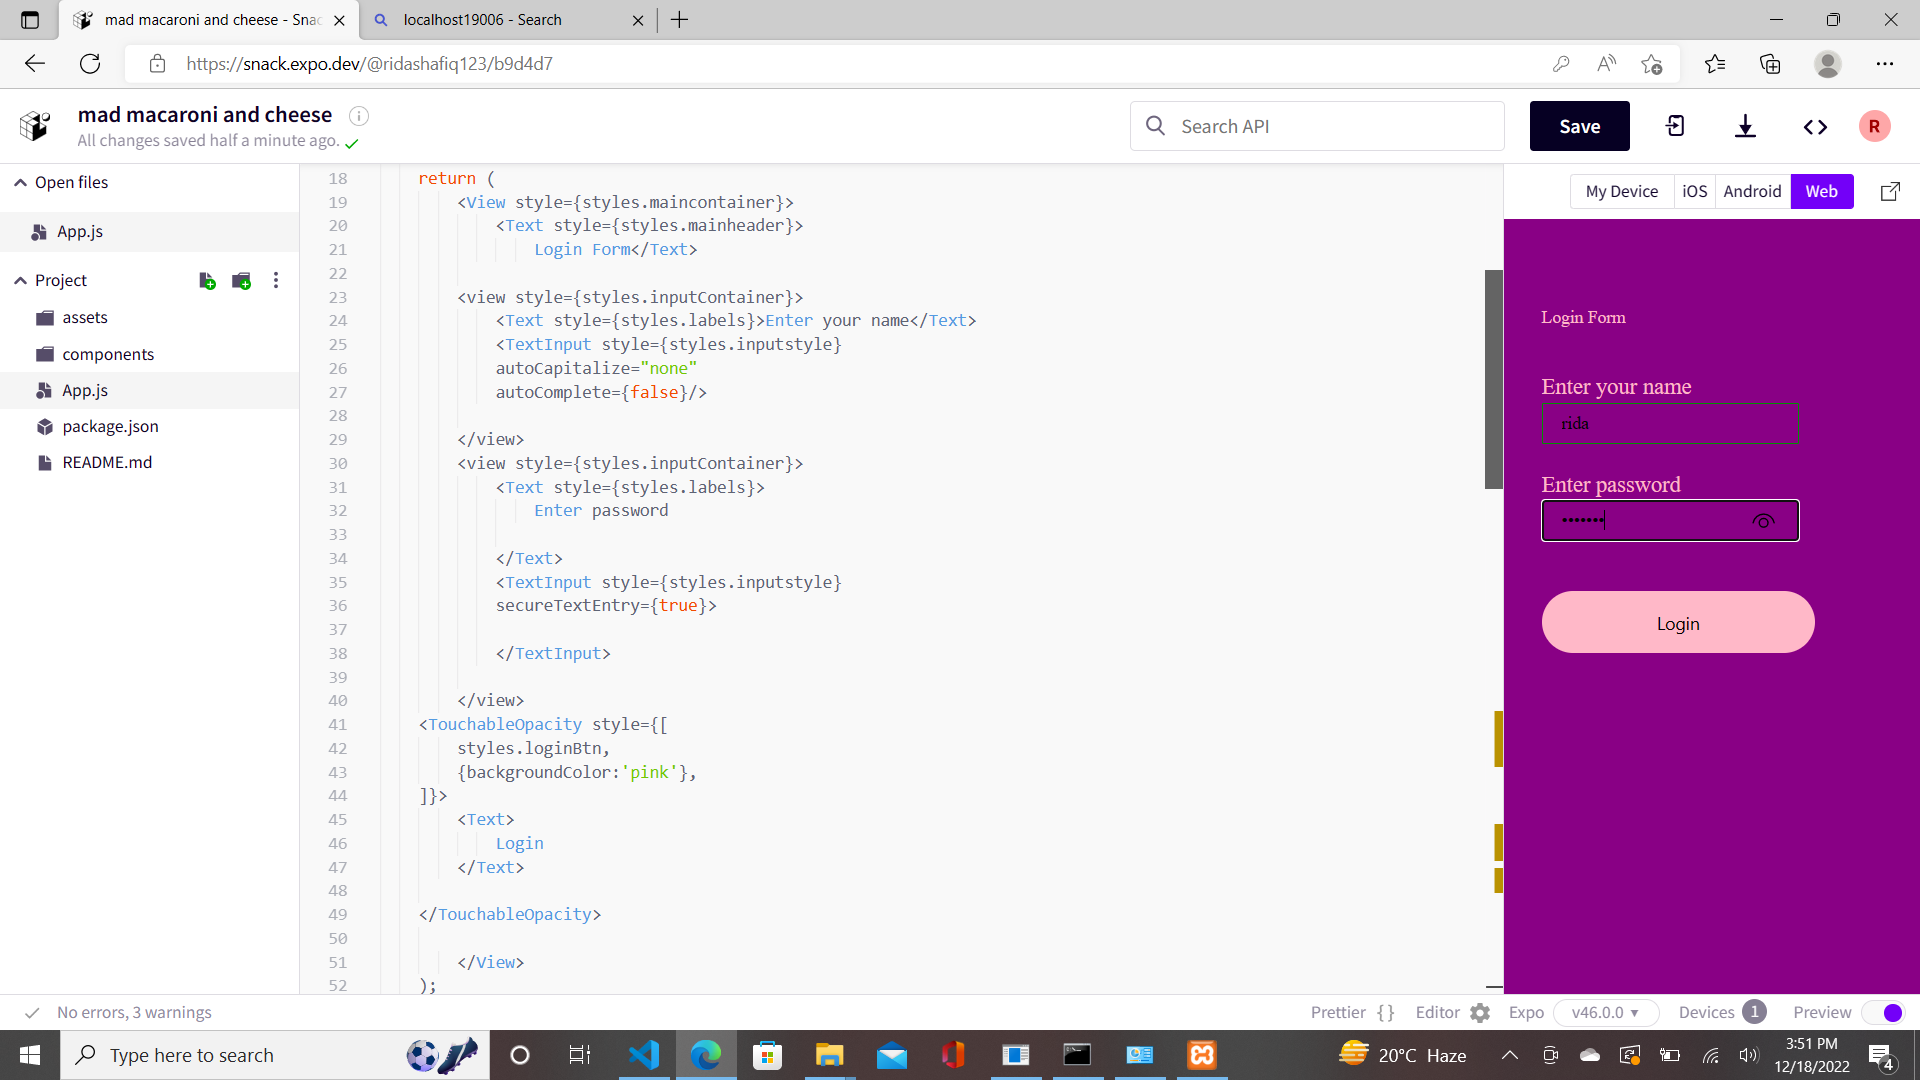 mad macaroni and cheese - Snac
localhost19006 - Search
https://snack.expo.dev/@ridashafiq123/b9d4d7
mad macaroni and cheese
All changes saved half a minute ago.
Search API
Save
R
Open files
App.js
Project
assets
components
App.js
package.json
README.md
18 return (
19 <View style={styles.maincontainer}>
20 <Text style={styles.mainheader}>
21 Login Form</Text>
22
23 <view style={styles.inputContainer}>
24 <Text style={styles.labels}>Enter your name</Text>
25 <TextInput style={styles.inputstyle}
26 autoCapitalize="none"
27 autoComplete={false}/>
28
29 </view>
30 <view style={styles.inputContainer}>
31 <Text style={styles.labels}>
32 Enter password
33
34 </Text>
35 <TextInput style={styles.inputstyle}
36 secureTextEntry={true}>
37
38 </TextInput>
39
40 </view>
41 <TouchableOpacity style={[
42 styles.loginBtn,
43 {backgroundColor:'pink'},
44 ]}>
45 <Text>
46 Login
47 </Text>
48
49 </TouchableOpacity>
50
51 </View>
52 );
My Device iOS Android Web
Login Form
Enter your name
rida
Enter password
•••••••
Login
No errors, 3 warnings
Prettier {} Editor Expo v46.0.0 ▾ Devices 1 Preview
Type here to search
20°C Haze
3:51 PM
12/18/2022
4